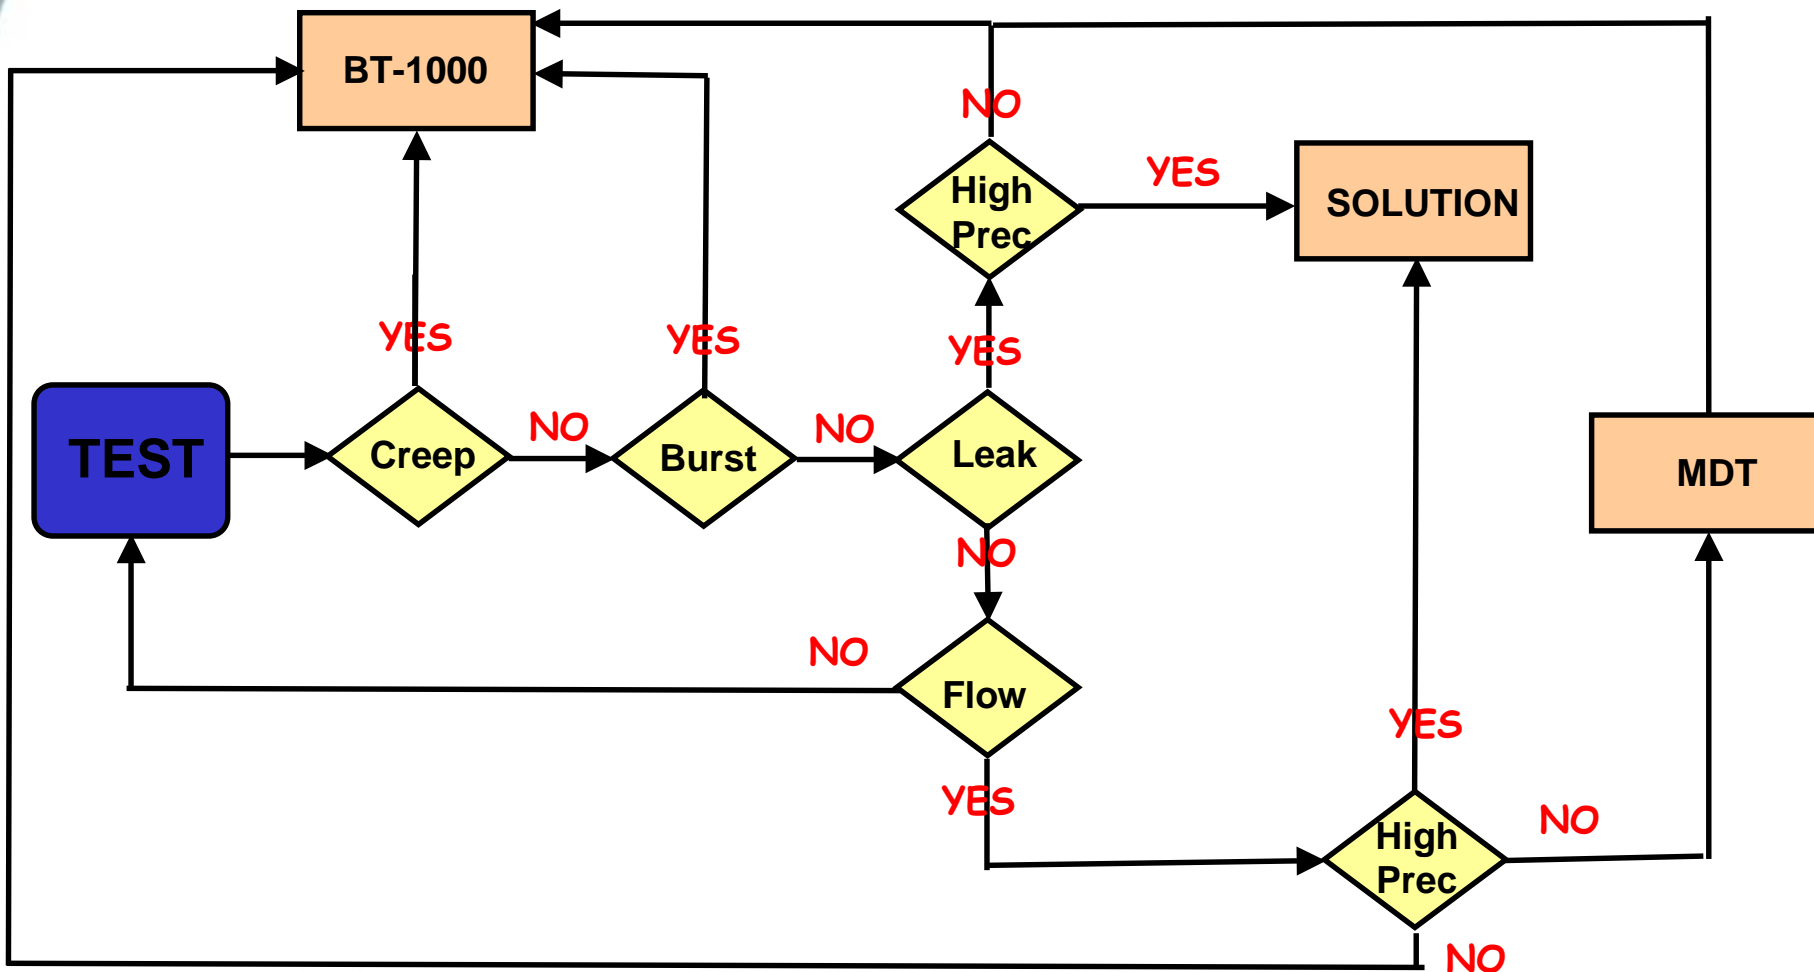 BT-1000
NO
YES
High
Prec
SOLUTION
YES
YES
YES
TEST
Creep
NO
Burst
NO
Leak
MDT
NO
NO
Flow
YES
YES
High
Prec
NO
NO